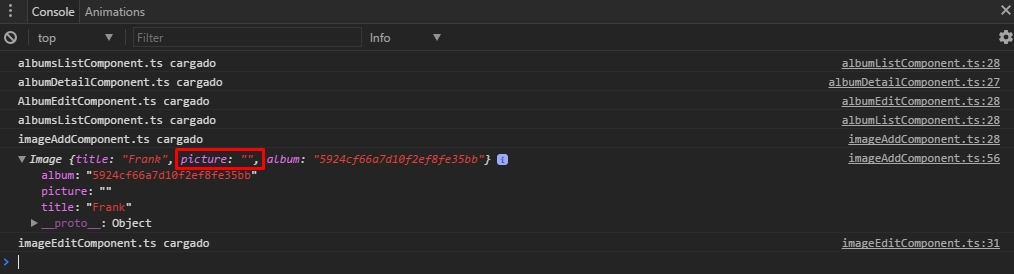 Console Animations
top Filter Info
albumsListComponent.ts cargado albumListComponent.ts:28
albumDetailComponent.ts cargado albumDetailComponent.ts:27
AlbumEditComponent.ts cargado albumEditComponent.ts:28
albumsListComponent.ts cargado albumListComponent.ts:28
imageAddComponent.ts cargado imageAddComponent.ts:28
Image {title: "Frank", picture: "", album: "5924cf66a7d10f2ef8fe35bb"} i imageAddComponent.ts:56
album: "5924cf66a7d10f2ef8fe35bb"
picture: ""
title: "Frank"
__proto__: Object
imageEditComponent.ts cargado imageEditComponent.ts:31
>